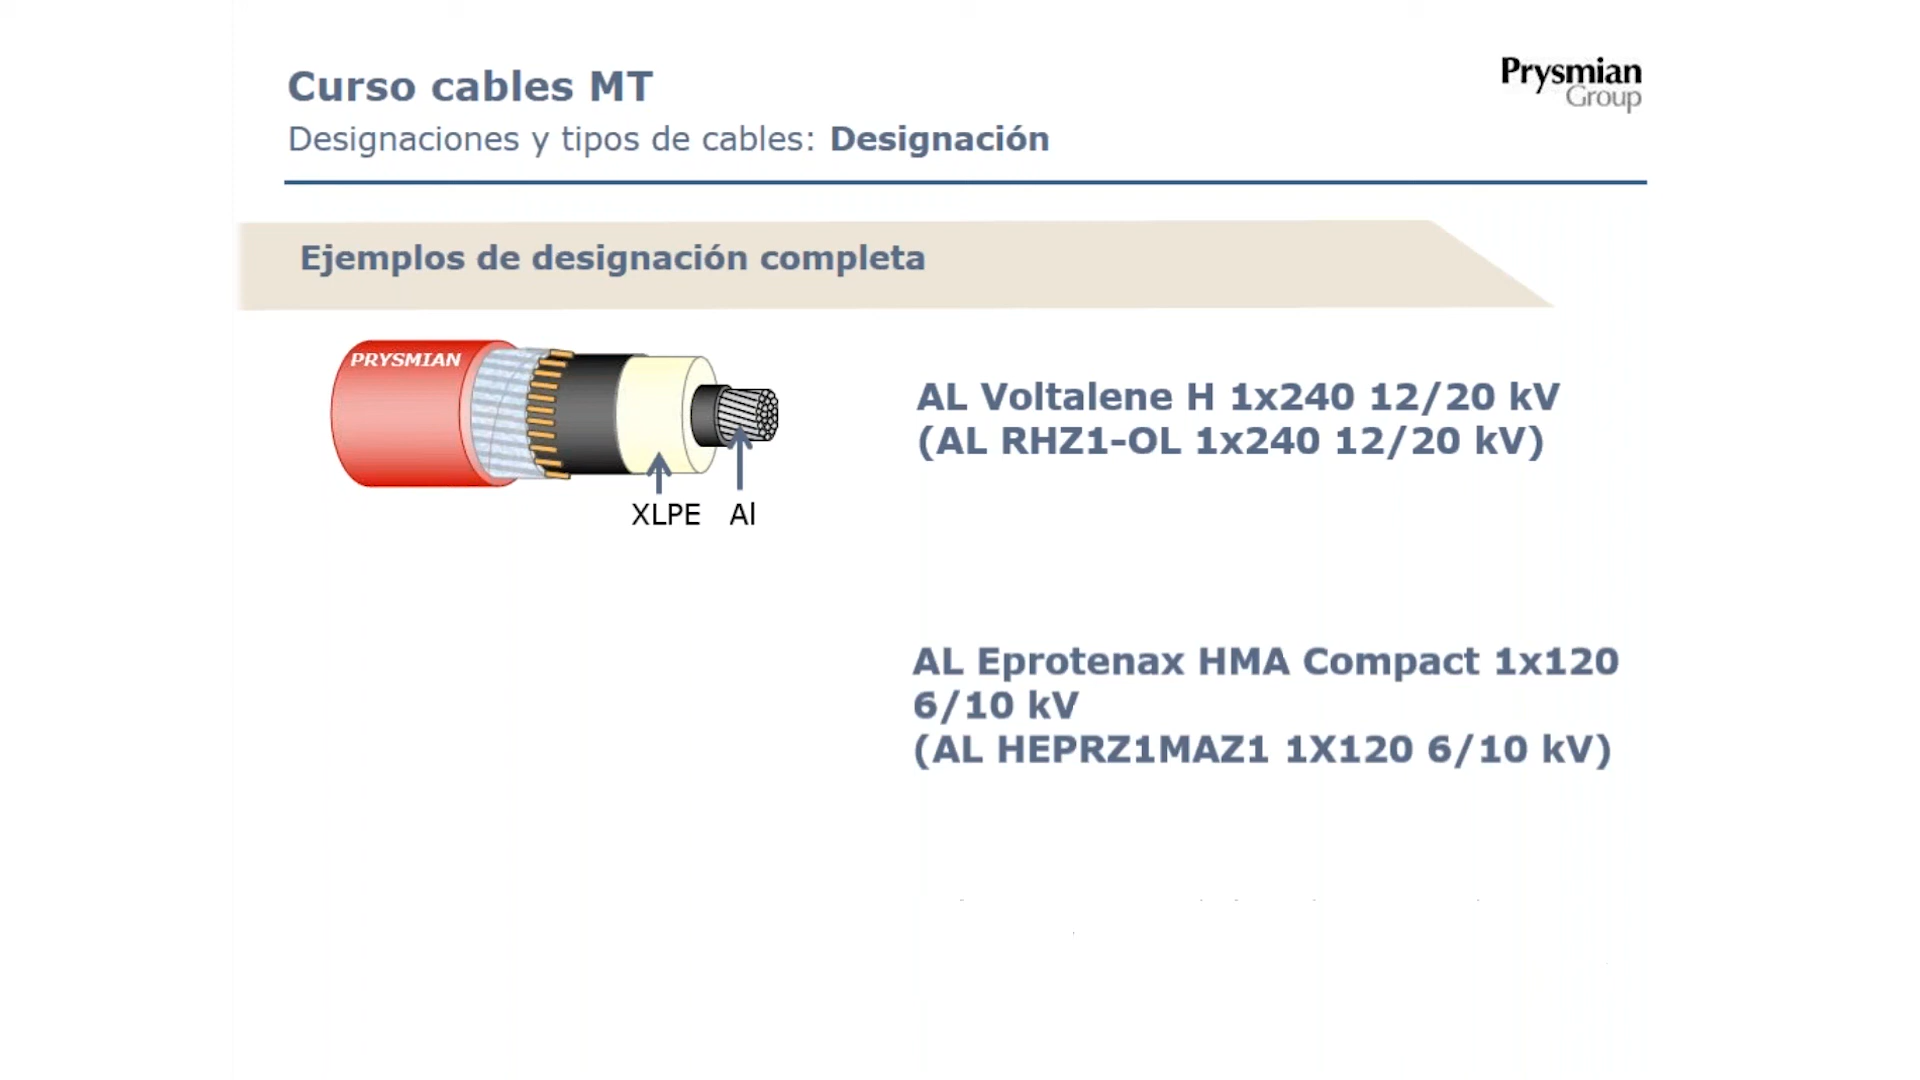 Curso cables MT
Prysmian
Group
Designaciones y tipos de cables: Designación
Ejemplos de designación completa
PRYSMIAN
XLPE Al
AL Voltalene H 1x240 12/20 kV
(AL RHZ1-OL 1x240 12/20 kV)
AL Eprotenax HMA Compact 1x120
6/10 kV
(AL HEPRZ1MAZ1 1X120 6/10 kV)